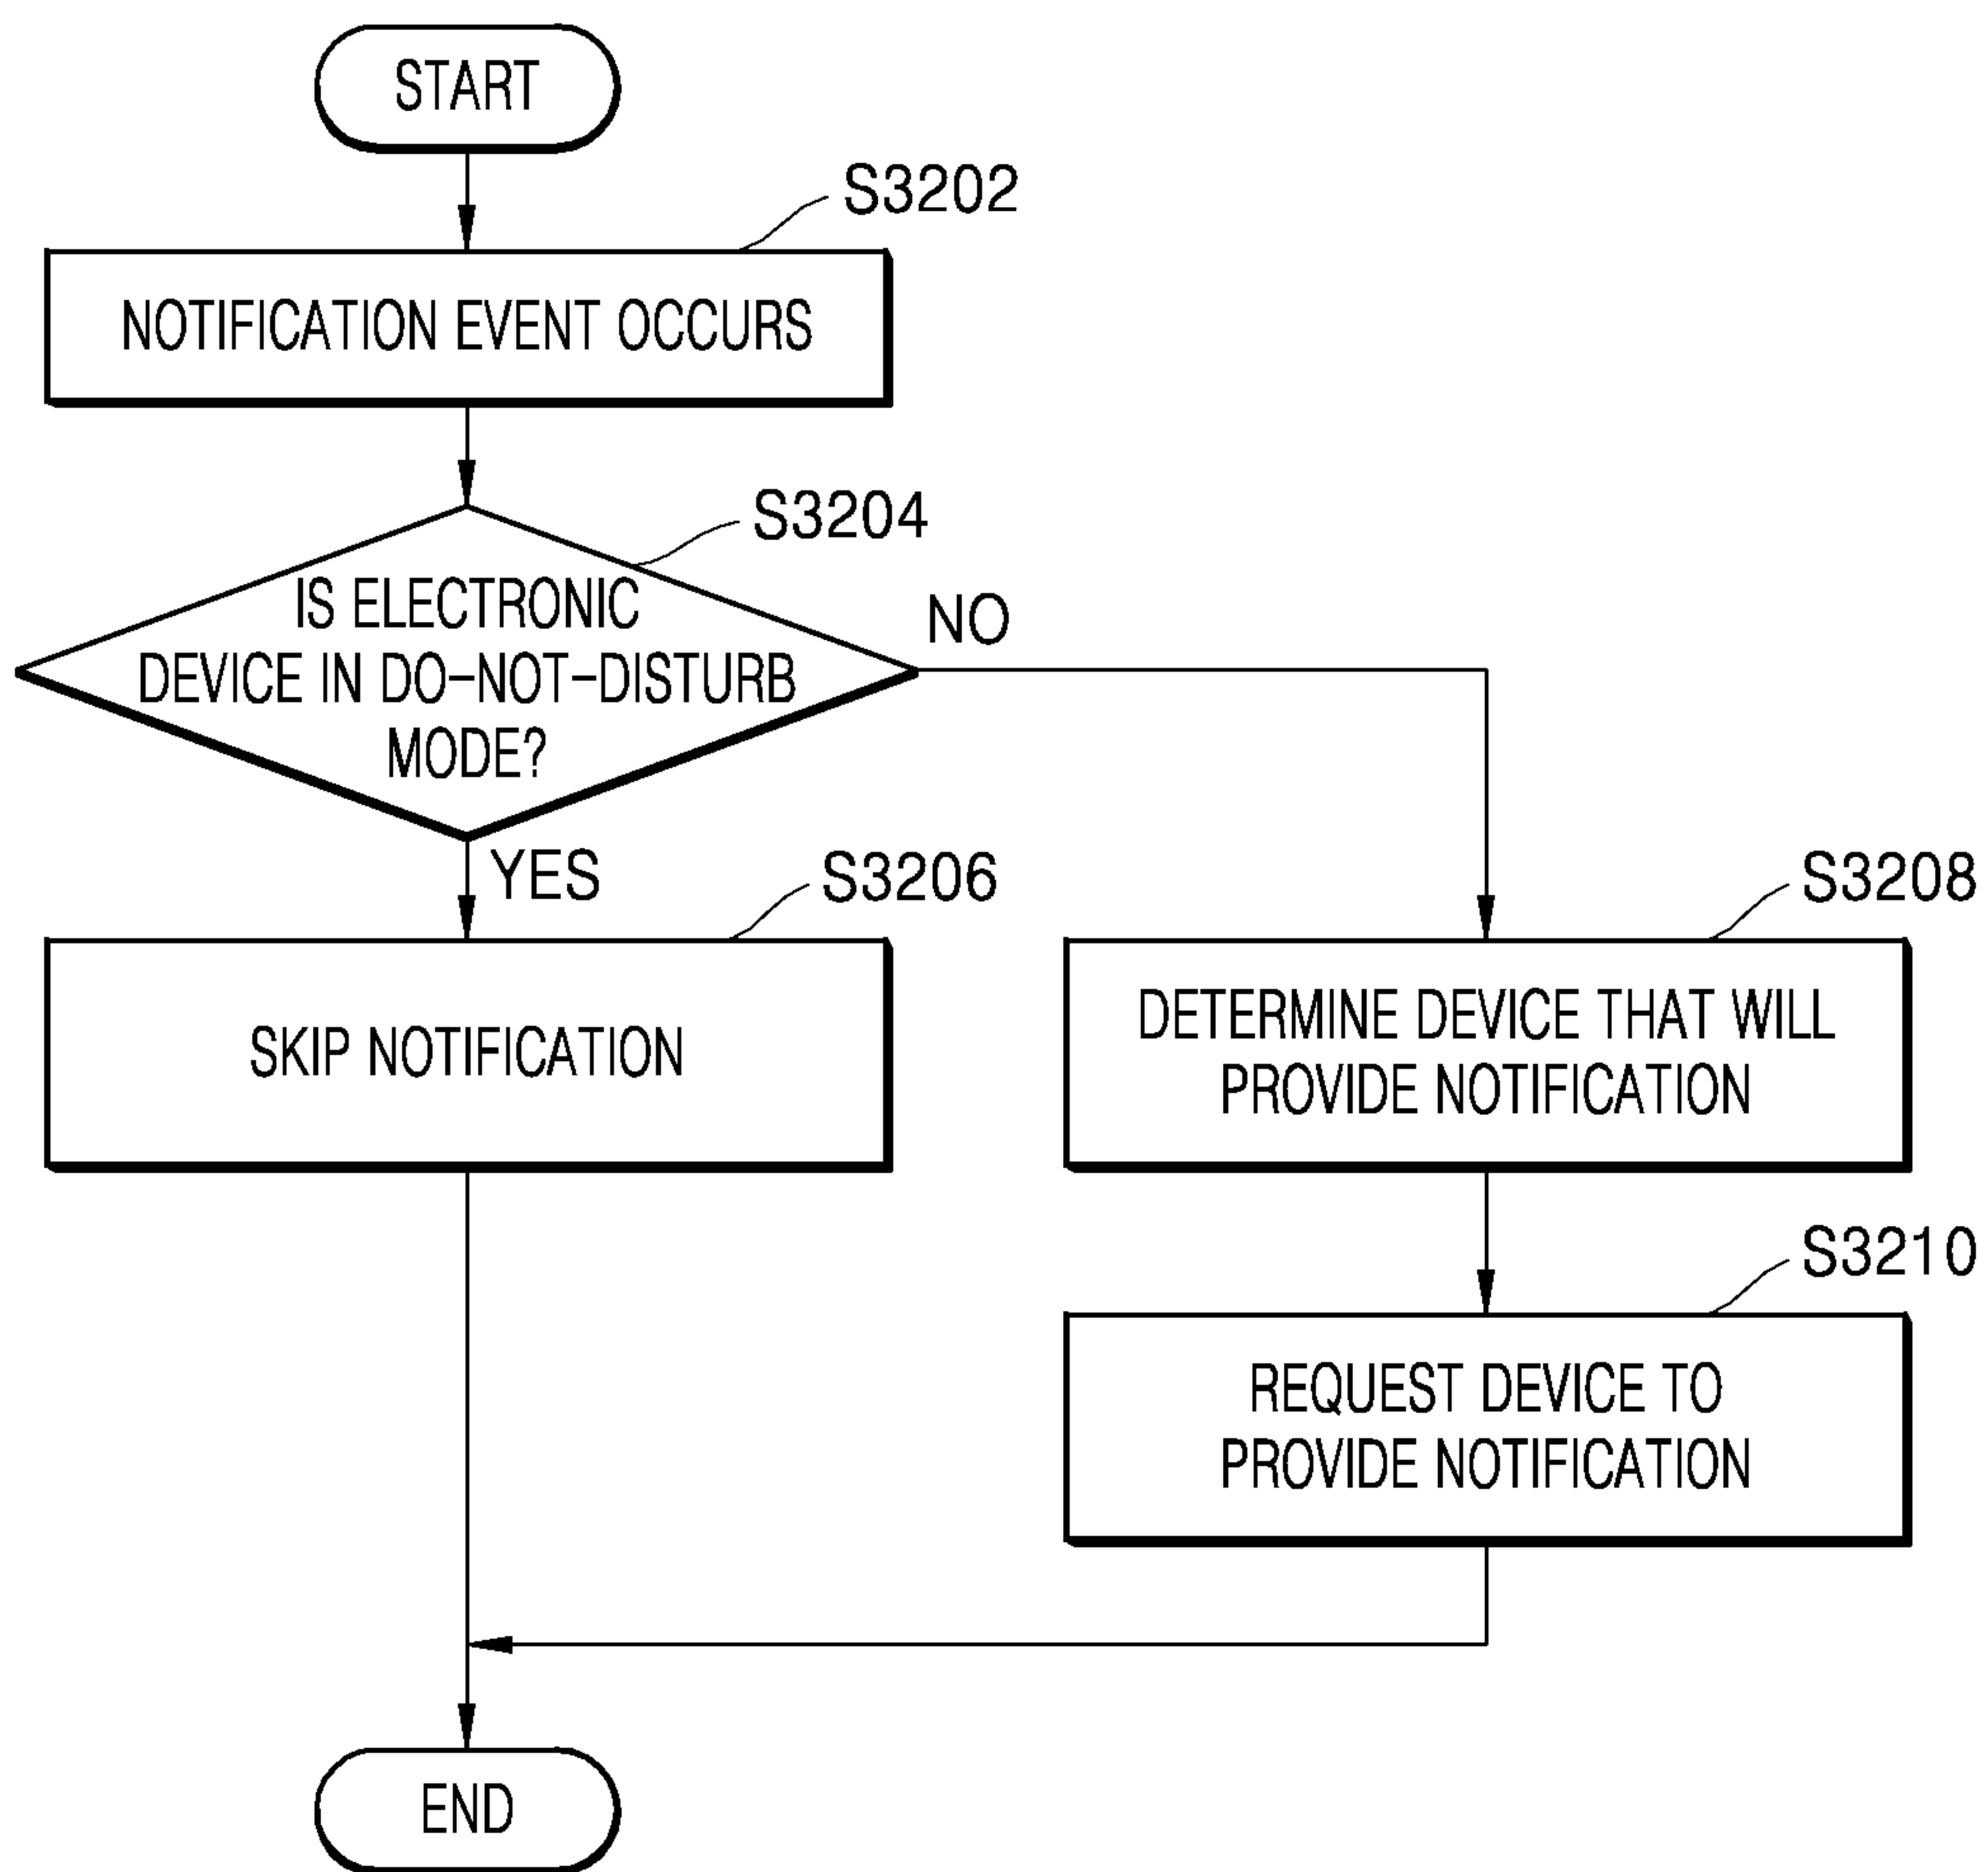 START
S3202
NOTIFICATION EVENT OCCURS
S3204
IS ELECTRONIC
DEVICE IN DO-NOT-DISTURB
MODE?
NO
YES
S3206
SKIP NOTIFICATION
S3208
DETERMINE DEVICE THAT WILL
PROVIDE NOTIFICATION
S3210
REQUEST DEVICE TO
PROVIDE NOTIFICATION
END